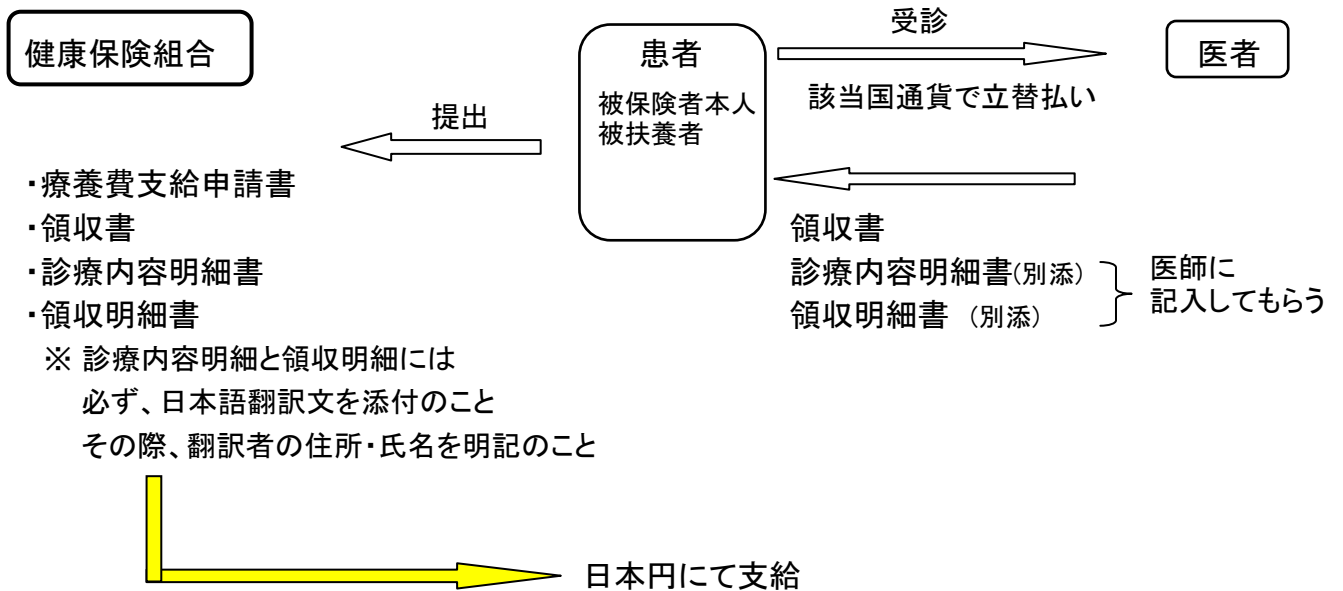 健康保険組合
患者
被保険者本人
被扶養者
受診
医者
該当国通貨で立替払い
提出
・療養費支給申請書
・領収書
・診療内容明細書
・領収明細書
※ 診療内容明細と領収明細には
必ず、日本語翻訳文を添付のこと
その際、翻訳者の住所・氏名を明記のこと
領収書
診療内容明細書(別添)
領収明細書 (別添)
医師に
記入してもらう
日本円にて支給